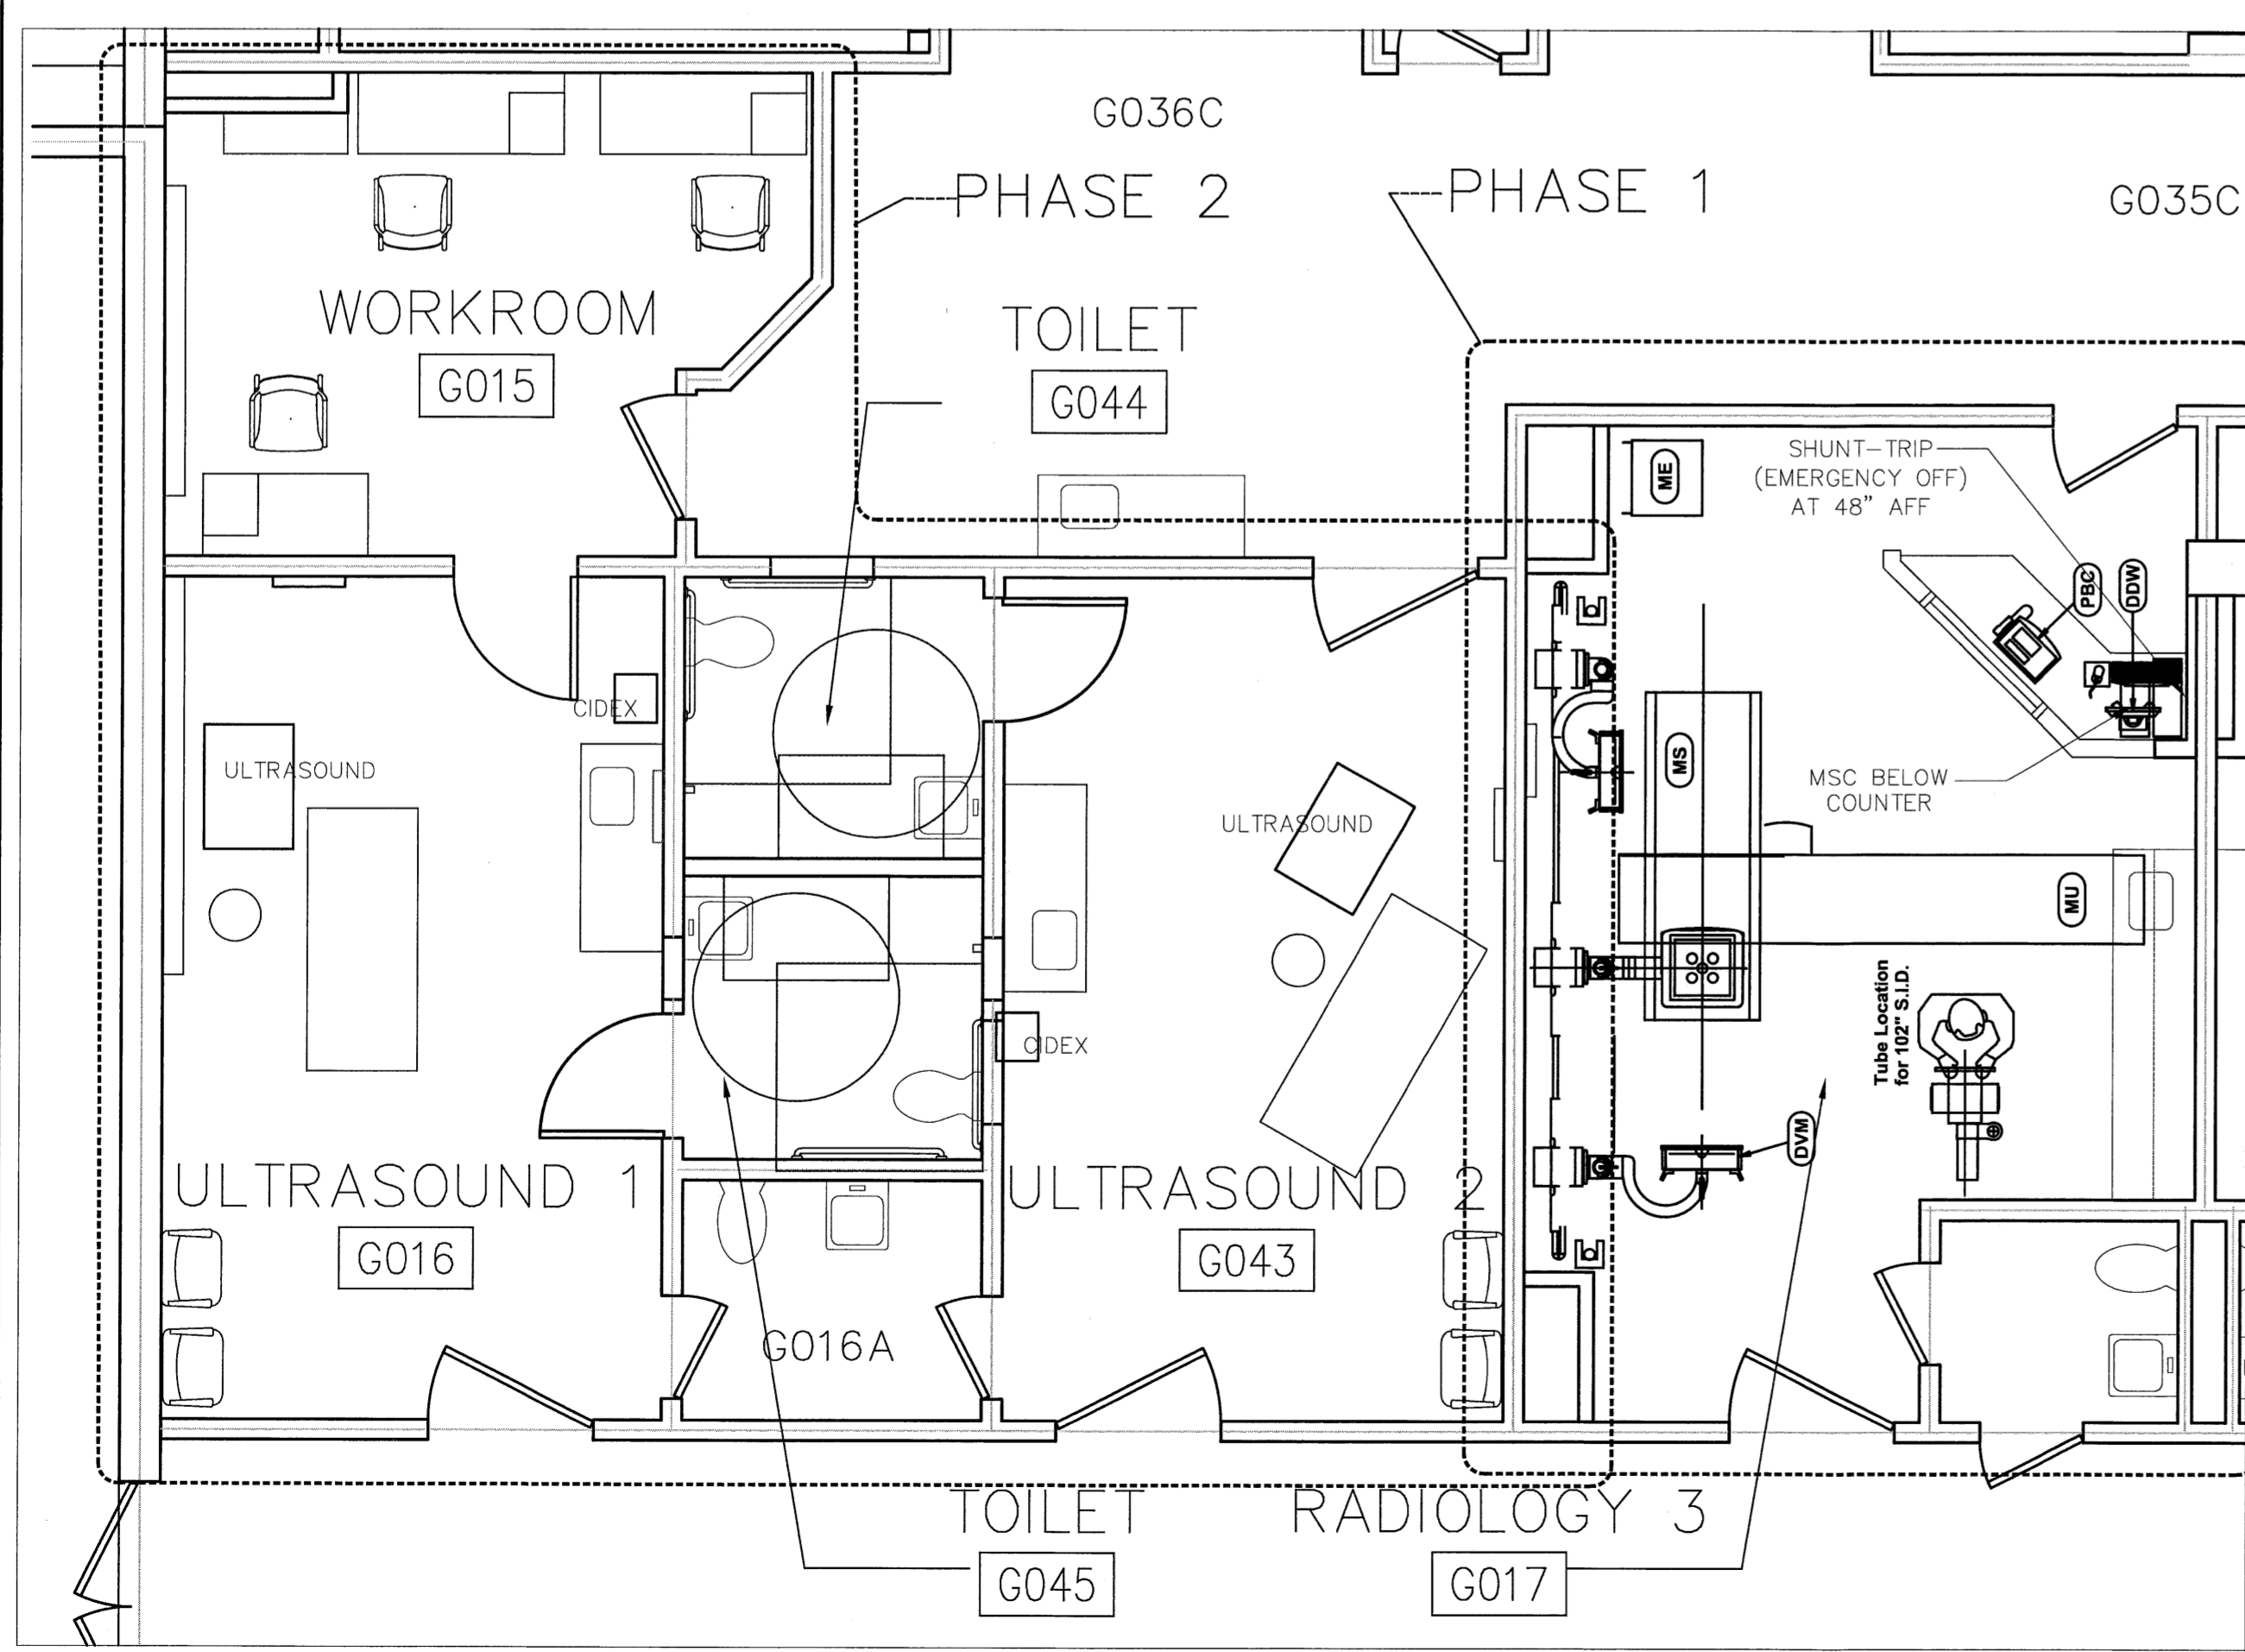 G036C
PHASE 2
PHASE 1
G035C
WORKROOM
G015
TOILET
G044
SHUNT-TRIP
(EMERGENCY OFF)
AT 48" AFF
ME
PBC
DDW
CIDEX
ULTRASOUND
MS
MSC BELOW
COUNTER
ULTRASOUND
MU
Tube Location
for 102" S.I.D.
CIDEX
DVM
ULTRASOUND 1
G016
ULTRASOUND 2
G043
G016A
TOILET
G045
RADIOLOGY 3
G017